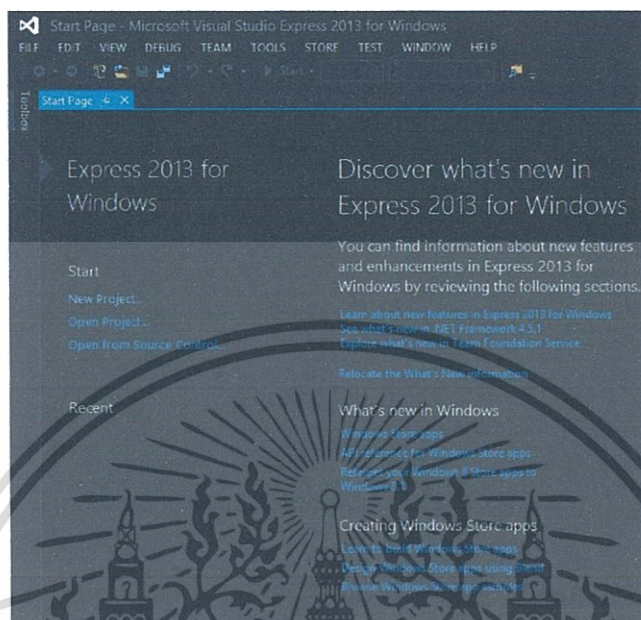 Start Page - Microsoft Visual Studio Express 2013 for Windows
FILE EDIT VIEW DEBUG TEAM TOOLS STORE TEST WINDOW HELP
Start
Toolbox
Start Page
Express 2013 for
Windows
Start
New Project...
Open Project...
Open from Source Control...
Recent
Discover what's new in
Express 2013 for Windows
You can find information about new features
and enhancements in Express 2013 for
Windows by reviewing the following sections.
Learn about new features in Express 2013 for Windows
See what's new in .NET Framework 4.5.1
Explore what's new in Team Foundation Service
Relocate the What's New information
What's new in Windows
Windows Store apps
API reference for Windows Store apps
Retarget your Windows 8 Store apps to
Windows 8.1
Creating Windows Store apps
Learn to build Windows Store apps
Design Windows Store apps using Blend
Browse Windows Store app samples